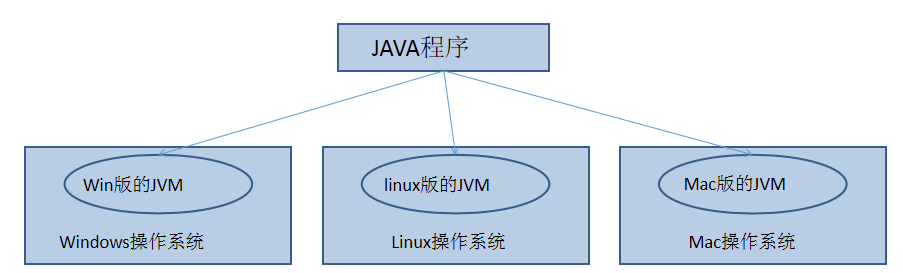 JAVA程序
Win版的JVM
linux版的JVM
Mac版的JVM
Windows操作系统
Linux操作系统
Mac操作系统